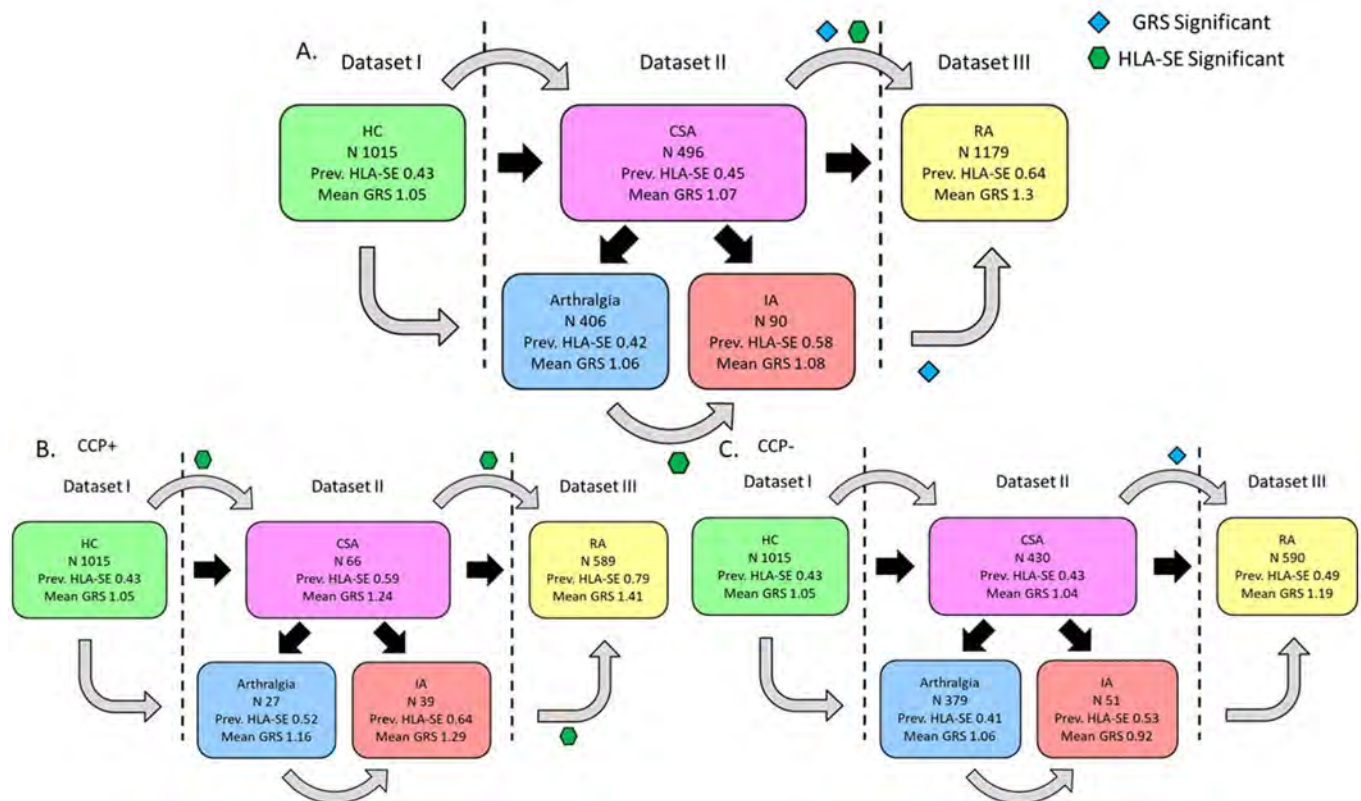 GRS Significant
HLA-SE Significant
A.
Dataset I
Dataset II
Dataset III
HC
N 1015
Prev. HLA-SE 0.43
Mean GRS 1.05
CSA
N 496
Prev. HLA-SE 0.45
Mean GRS 1.07
RA
N 1179
Prev. HLA-SE 0.64
Mean GRS 1.3
Arthralgia
N 406
Prev. HLA-SE 0.42
Mean GRS 1.06
IA
N 90
Prev. HLA-SE 0.58
Mean GRS 1.08
B.
CCP+
Dataset I
Dataset II
Dataset III
HC
N 1015
Prev. HLA-SE 0.43
Mean GRS 1.05
CSA
N 66
Prev. HLA-SE 0.59
Mean GRS 1.24
RA
N 589
Prev. HLA-SE 0.79
Mean GRS 1.41
Arthralgia
N 27
Prev. HLA-SE 0.52
Mean GRS 1.16
IA
N 39
Prev. HLA-SE 0.64
Mean GRS 1.29
C.
CCP-
Dataset I
Dataset II
Dataset III
HC
N 1015
Prev. HLA-SE 0.43
Mean GRS 1.05
CSA
N 430
Prev. HLA-SE 0.43
Mean GRS 1.04
RA
N 590
Prev. HLA-SE 0.49
Mean GRS 1.19
Arthralgia
N 379
Prev. HLA-SE 0.41
Mean GRS 1.06
IA
N 51
Prev. HLA-SE 0.53
Mean GRS 0.92